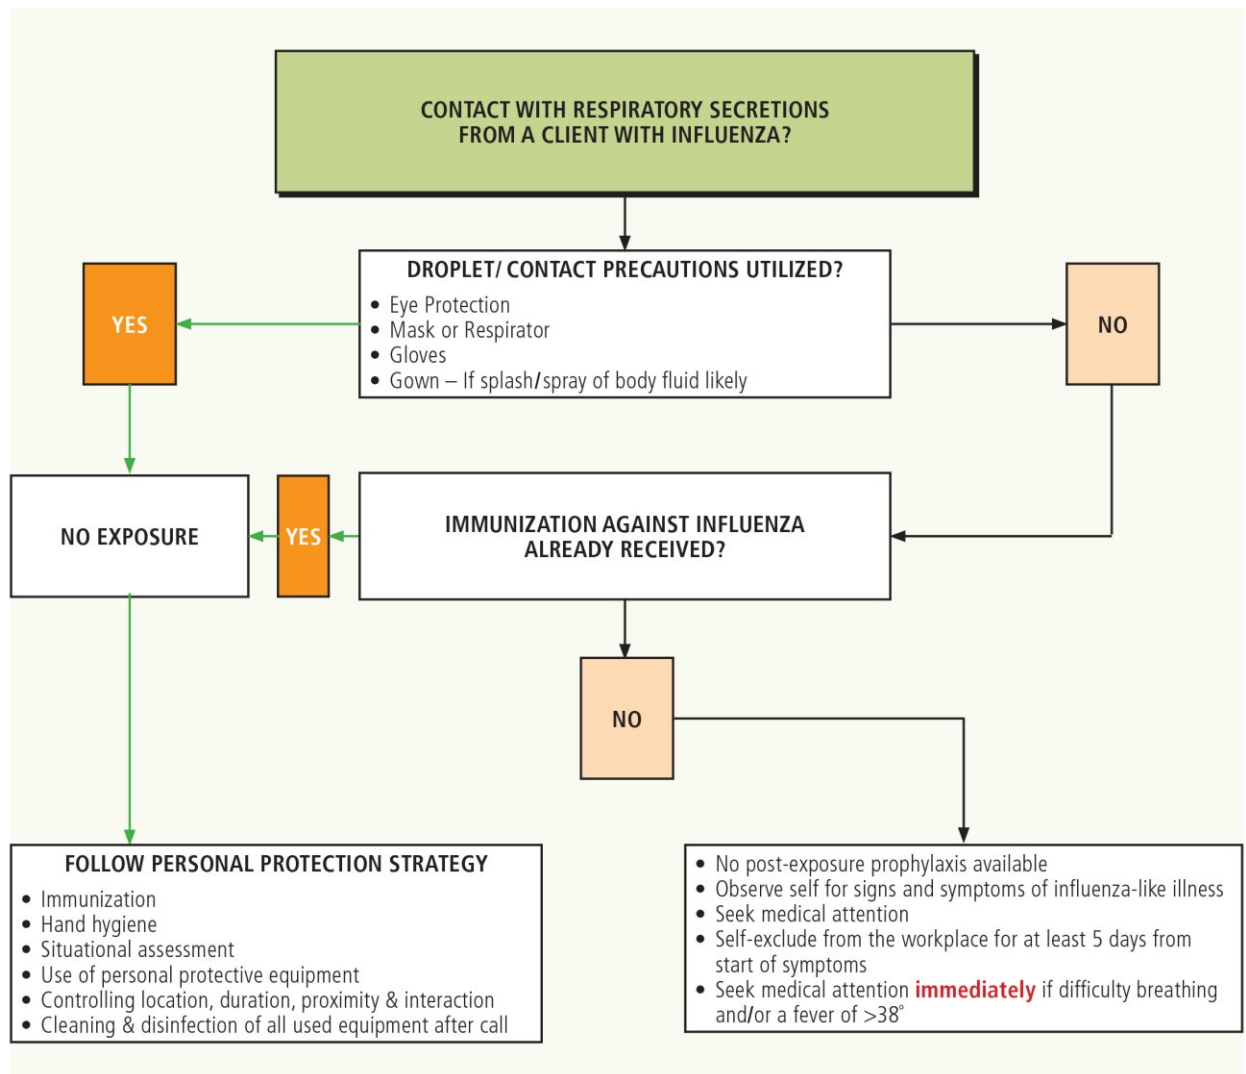 CONTACT WITH RESPIRATORY SECRETIONS
FROM A CLIENT WITH INFLUENZA?
DROPLET/ CONTACT PRECAUTIONS UTILIZED?
• Eye Protection
• Mask or Respirator
• Gloves
• Gown – If splash/spray of body fluid likely
YES
NO
NO EXPOSURE
YES
IMMUNIZATION AGAINST INFLUENZA
ALREADY RECEIVED?
NO
FOLLOW PERSONAL PROTECTION STRATEGY
• Immunization
• Hand hygiene
• Situational assessment
• Use of personal protective equipment
• Controlling location, duration, proximity & interaction
• Cleaning & disinfection of all used equipment after call
• No post-exposure prophylaxis available
• Observe self for signs and symptoms of influenza-like illness
• Seek medical attention
• Self-exclude from the workplace for at least 5 days from
start of symptoms
• Seek medical attention immediately if difficulty breathing
and/or a fever of >38°